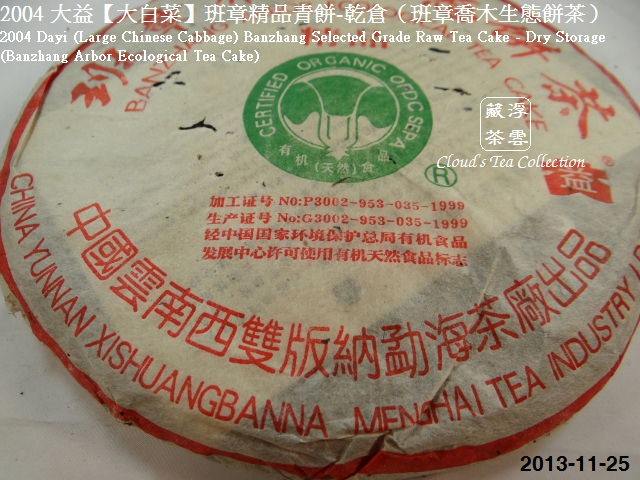 2004 大益【大白菜】班章精品青餅-乾倉（班章喬木生態餅茶）
2004 Dayi (Large Chinese Cabbage) Banzhang Selected Grade Raw Tea Cake - Dry Storage
(Banzhang Arbor Ecological Tea Cake)
CERTIFIED ORGANIC OPDC SEPA
有机(天然)食品
®
藏浮
茶雲
Cloud's Tea Collection
益
加工证号 No:P3002-953-035-1999
生产证号 No:G3002-953-035-1999
经中国国家环境保护总局有机食品
发展中心许可使用有机天然食品标志
中國雲南西雙版納勐海茶廠出品
CHINA YUNNAN XISHUANGBANNA MENGHAI TEA INDUSTRY
2013-11-25